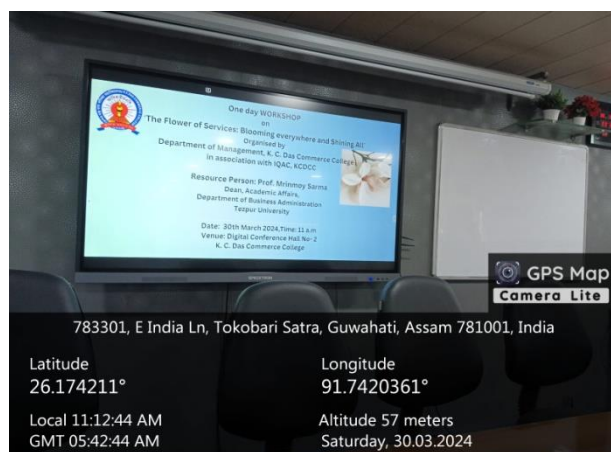 One day WORKSHOP
on
'The Flower of Services: Blooming everywhere and Shining All'
Organised by
Department of Management, K. C. Das Commerce College
in association with IQAC, KCDCC
Resource Person: Prof. Mrinmoy Sarma
Dean, Academic Affairs,
Department of Business Administration
Tezpur University
Date: 30th March 2024,Time: 11 a.m
Venue: Digital Conference Hall No- 2
K. C. Das Commerce College
GPS Map
Camera Lite
783301, E India Ln, Tokobari Satra, Guwahati, Assam 781001, India
Latitude
26.174211°
Longitude
91.7420361°
Local 11:12:44 AM
GMT 05:42:44 AM
Altitude 57 meters
Saturday, 30.03.2024